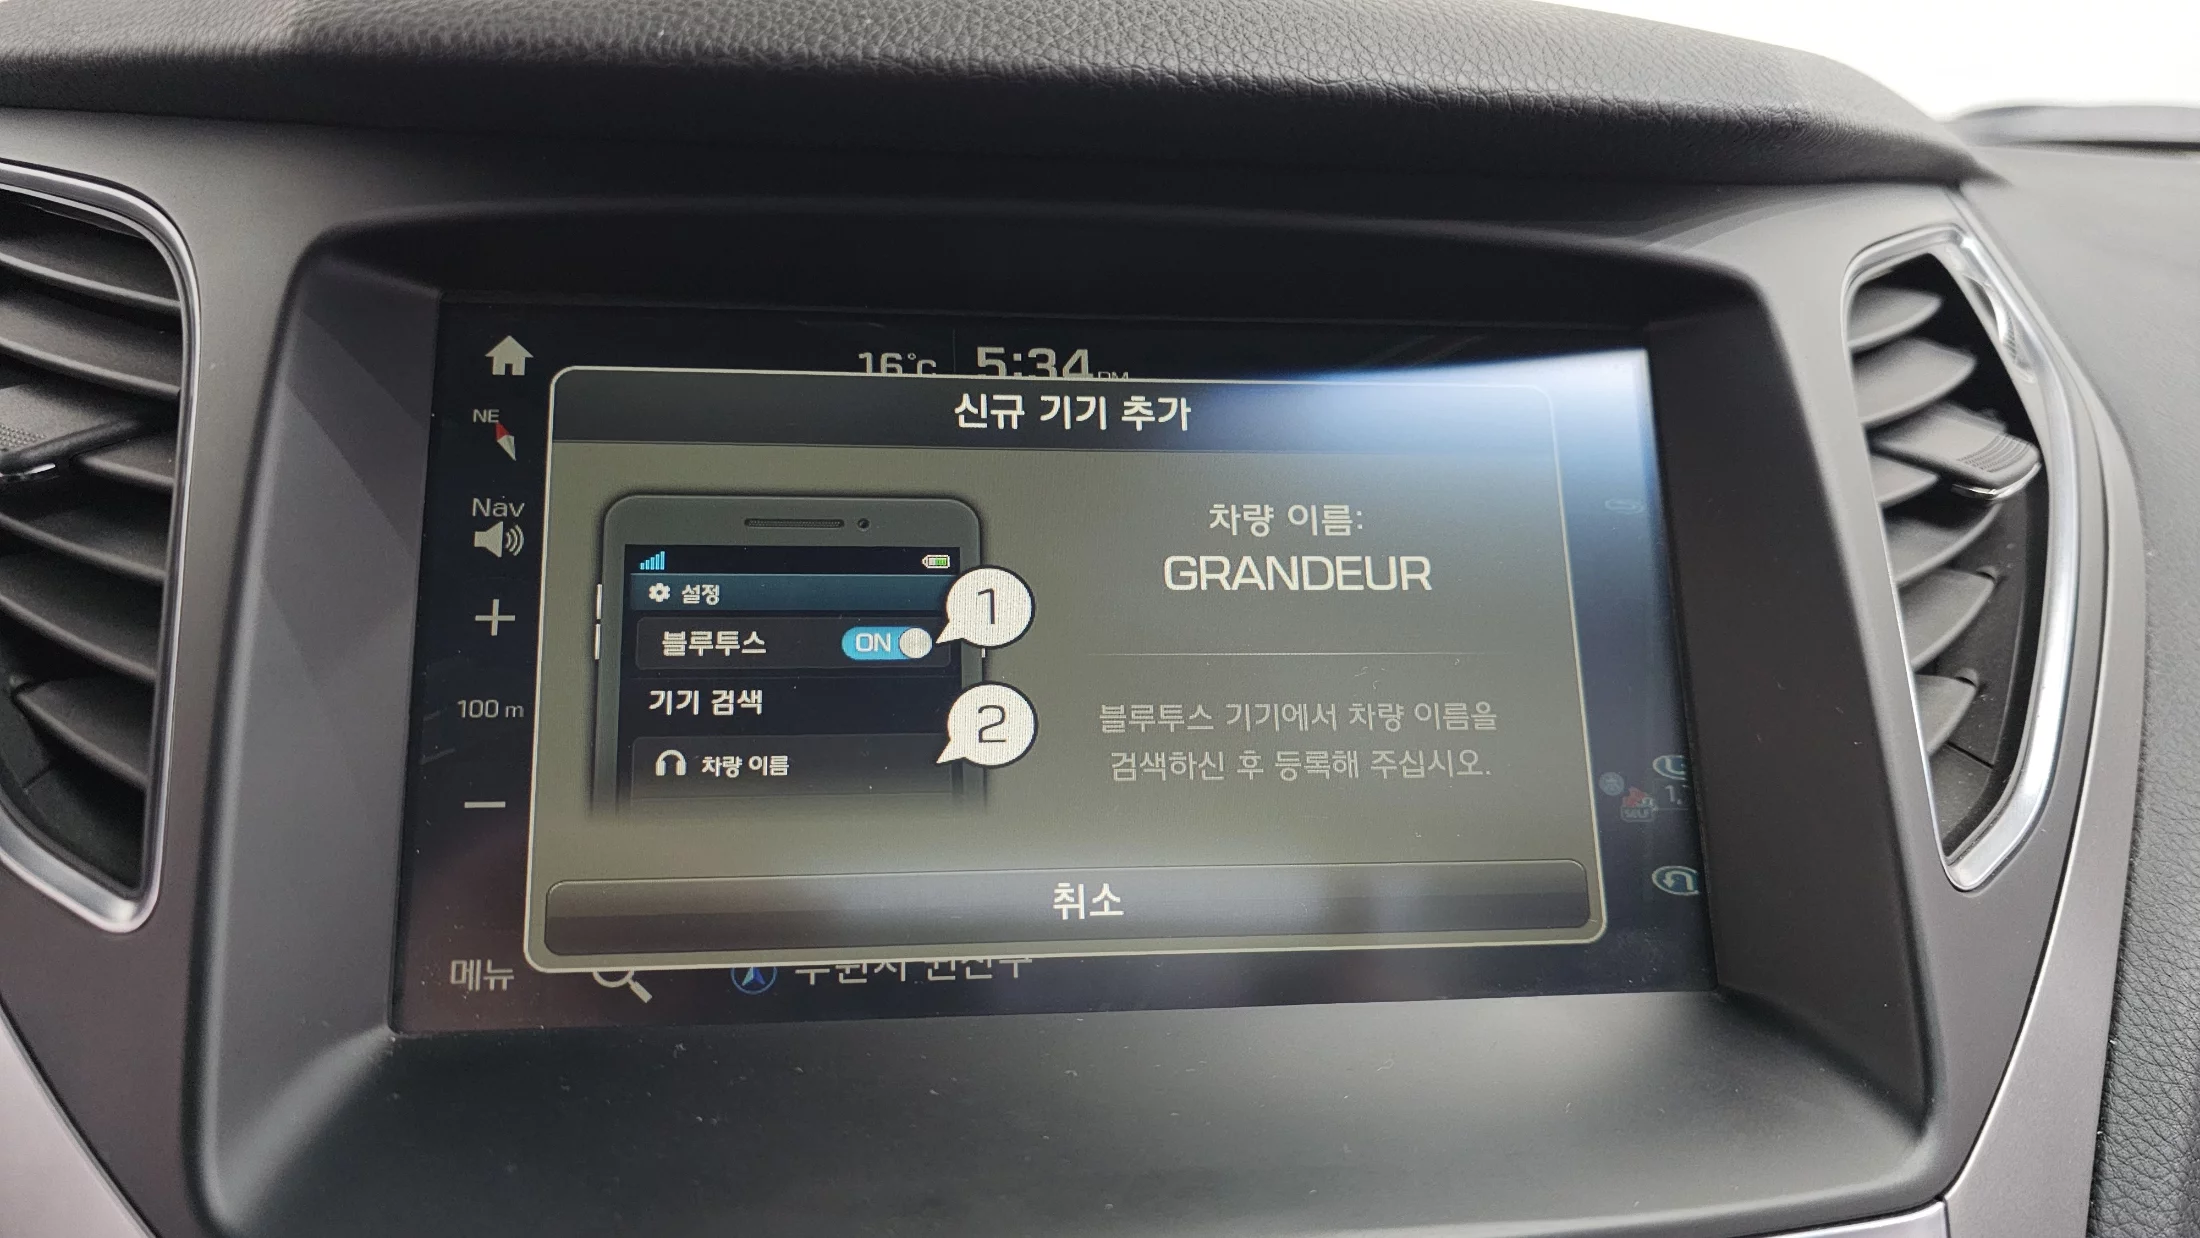 16°C 5:34 PM
신규 기기 추가
NE
Nav
100 m
설정
블루투스 ON
1
기기 검색
2
차량 이름
차량 이름:
GRANDEUR
블루투스 기기에서 차량 이름을
검색하신 후 등록해 주십시오.
취소
메뉴